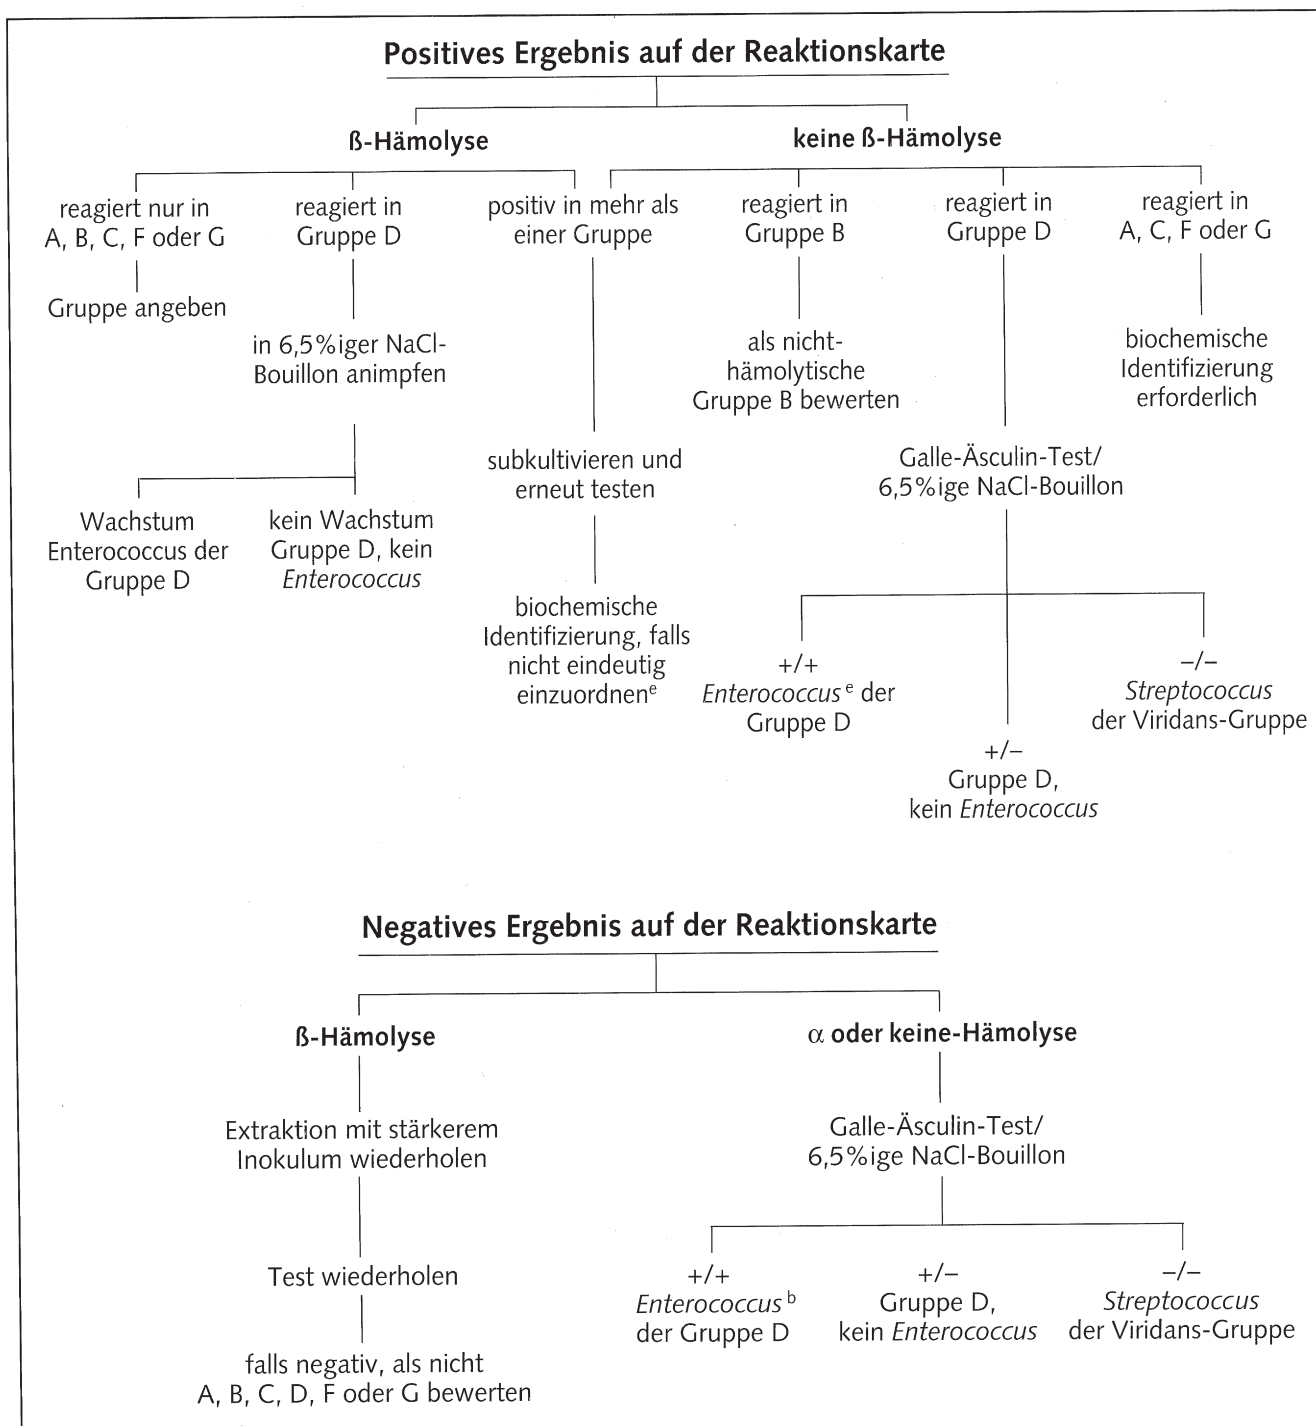 Positives Ergebnis auf der Reaktionskarte
ß-Hämolyse
keine ß-Hämolyse
reagiert nur in
A, B, C, F oder G
Gruppe angeben
reagiert in
Gruppe D
in 6,5%iger NaCl-
Bouillon animpfen
Wachstum
Enterococcus der
Gruppe D
kein Wachstum
Gruppe D, kein
Enterococcus
positiv in mehr als
einer Gruppe
subkultivieren und
erneut testen
biochemische
Identifizierung, falls
nicht eindeutig
einzuordnenᵉ
reagiert in
Gruppe B
als nicht-
hämolytische
Gruppe B bewerten
reagiert in
Gruppe D
Galle-Äsculin-Test/
6,5%ige NaCl-Bouillon
+/+
Enterococcus ᵉ der
Gruppe D
+/–
Gruppe D,
kein Enterococcus
–/–
Streptococcus
der Viridans-Gruppe
reagiert in
A, C, F oder G
biochemische
Identifizierung
erforderlich
Negatives Ergebnis auf der Reaktionskarte
ß-Hämolyse
Extraktion mit stärkerem
Inokulum wiederholen
Test wiederholen
falls negativ, als nicht
A, B, C, D, F oder G bewerten
α oder keine-Hämolyse
Galle-Äsculin-Test/
6,5%ige NaCl-Bouillon
+/+
Enterococcus ᵇ
der Gruppe D
+/–
Gruppe D,
kein Enterococcus
–/–
Streptococcus
der Viridans-Gruppe